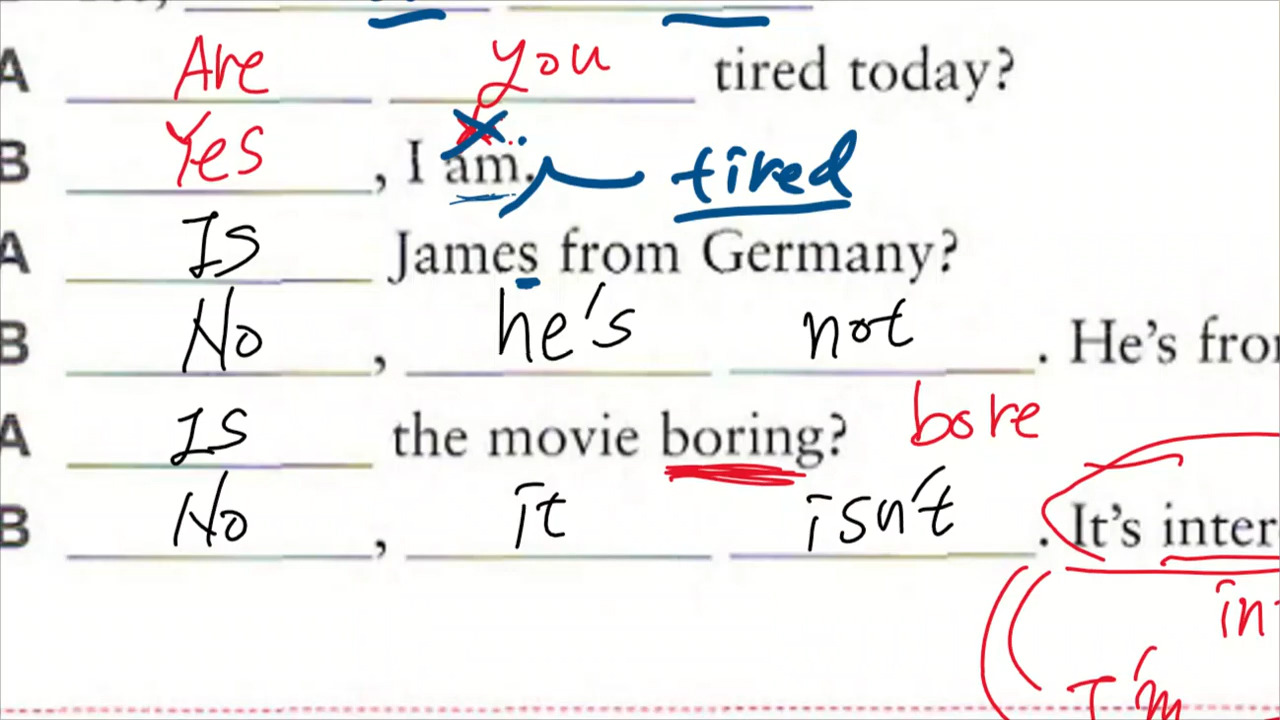 A Are you tired today?
B Yes, I am. tired
A Is James from Germany?
B No, he's not. He's fro
A Is the movie boring? bore
B No, it isn't. It's inter
in
I'm